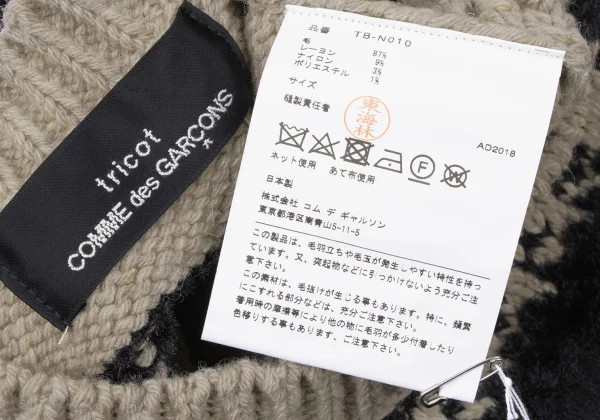 tricot
COMME des GARÇONS
品番 TB-N010
毛 87%
レーヨン 9%
ナイロン 3%
ポリエステル 1%
サイズ
縫製責任者 東海林
AD2018
ネット使用 あて布使用
日本製
株式会社 コム デ ギャルソン
東京都港区南青山5-11-5
この製品は、毛羽立ちや毛玉が発生しやすい特性を持っ
ています。又、突起物などに引っかけないよう充分ご注
意下さい。
この素材は、毛抜けが生じる事もあります。特に、頻繁
にこすれる部分などは、充分ご注意下さい。
着用時の摩擦等により他の物に毛羽が多少付着したり
色移りする事もあります、ご注意下さい。